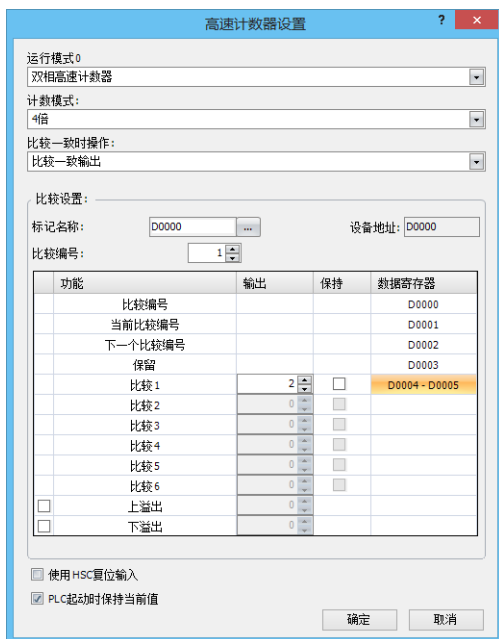 高速计数器设置
?
×
运行模式0
双相高速计数器
计数模式:
4倍
比较一致时操作:
比较一致输出
比较设置:
标记名称: D0000 ... 设备地址: D0000
比较编号: 1
功能 输出 保持 数据寄存器
比较编号 D0000
当前比较编号 D0001
下一个比较编号 D0002
保留 D0003
比较1 2 D0004 - D0005
比较2 0
比较3 0
比较4 0
比较5 0
比较6 0
上溢出 0
下溢出 0
使用HSC复位输入
PLC起动时保持当前值
确定 取消